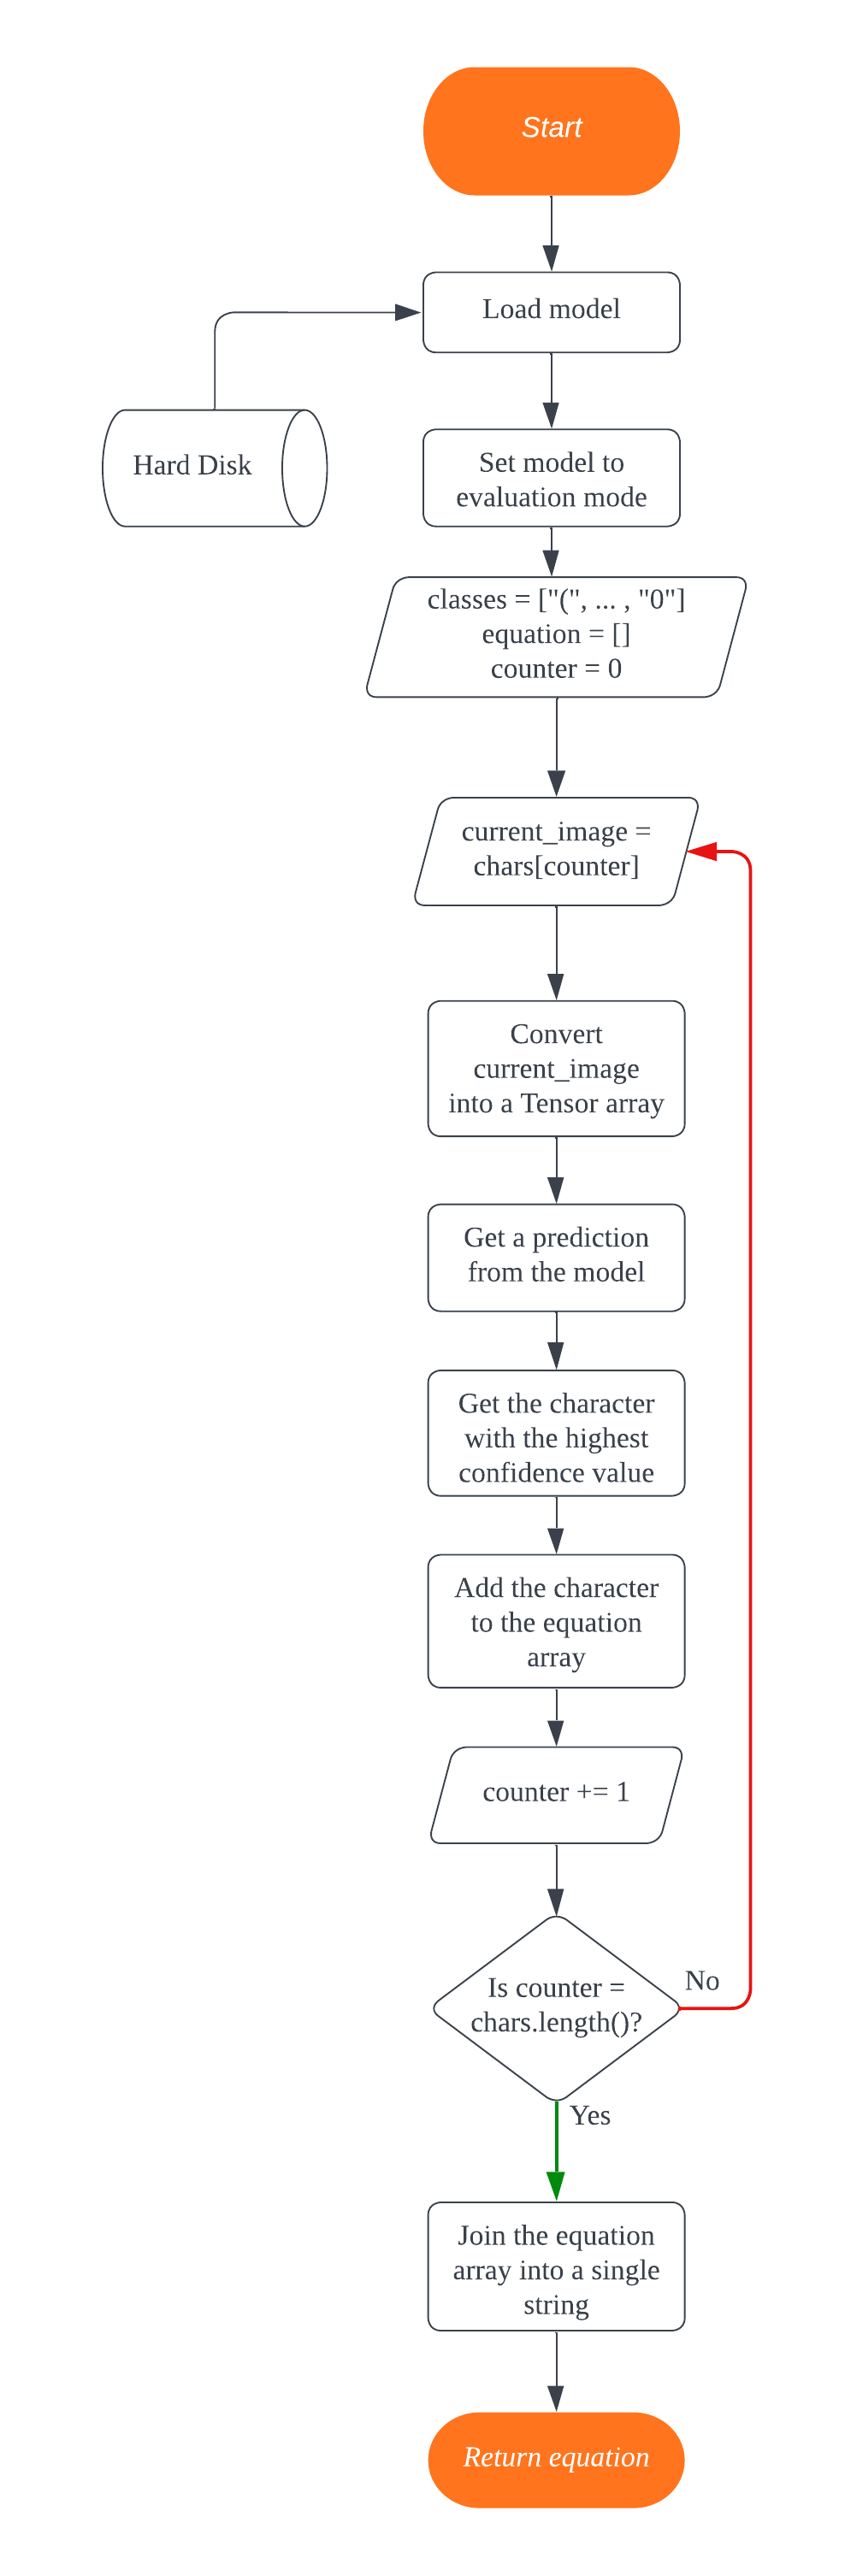 Start
Load model
Hard Disk
Set model to
evaluation mode
classes = ["(", ... , "0"]
equation = []
counter = 0
current_image =
chars[counter]
Convert
current_image
into a Tensor array
Get a prediction
from the model
Get the character
with the highest
confidence value
Add the character
to the equation
array
counter += 1
Is counter =
chars.length()?
No
Yes
Join the equation
array into a single
string
Return equation